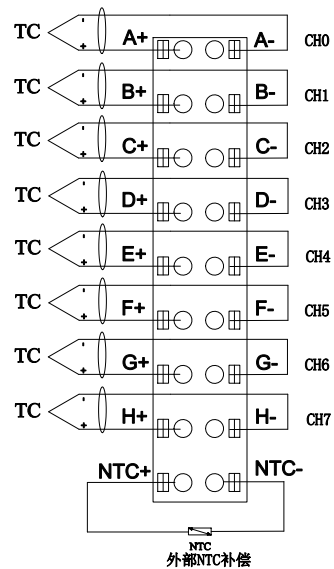 TC A+ A- CH0
TC B+ B- CH1
TC C+ C- CH2
TC D+ D- CH3
TC E+ E- CH4
TC F+ F- CH5
TC G+ G- CH6
TC H+ H- CH7
NTC+ NTC-
NTC
外部NTC补偿